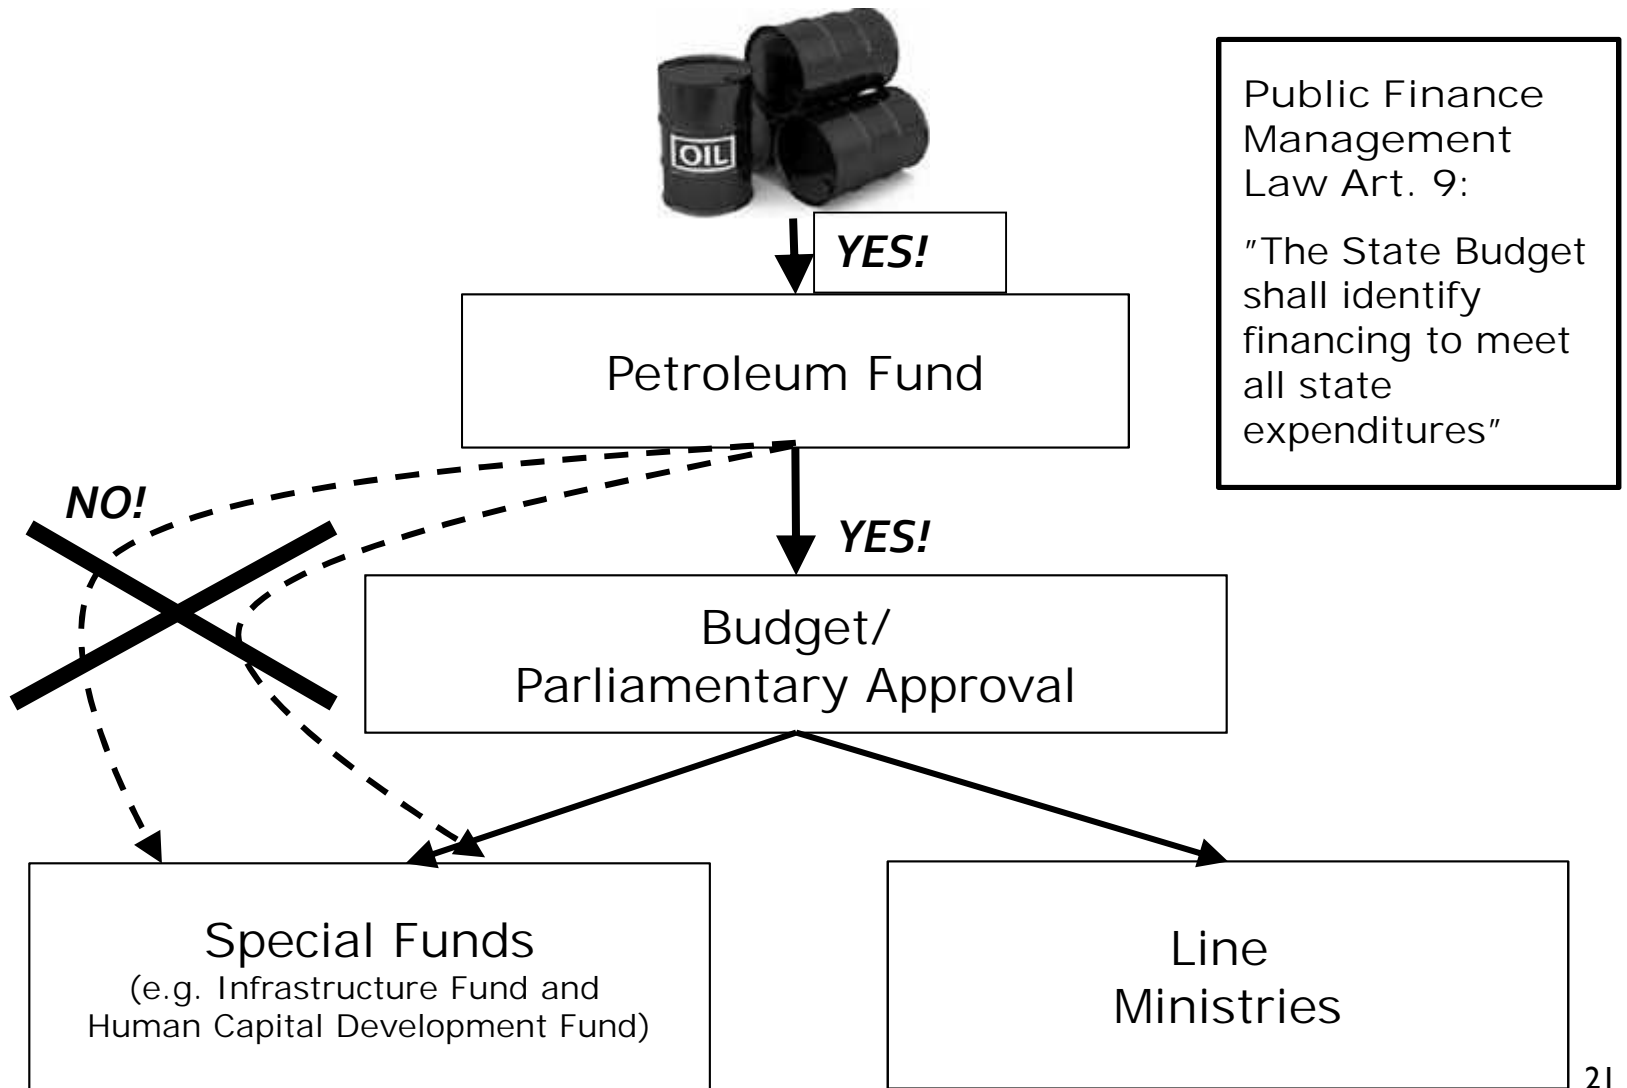 OIL
YES!
Public Finance
Management
Law Art. 9:
"The State Budget
shall identify
financing to meet
all state
expenditures"
Petroleum Fund
NO!
YES!
Budget/
Parliamentary Approval
Special Funds
(e.g. Infrastructure Fund and
Human Capital Development Fund)
Line
Ministries
21